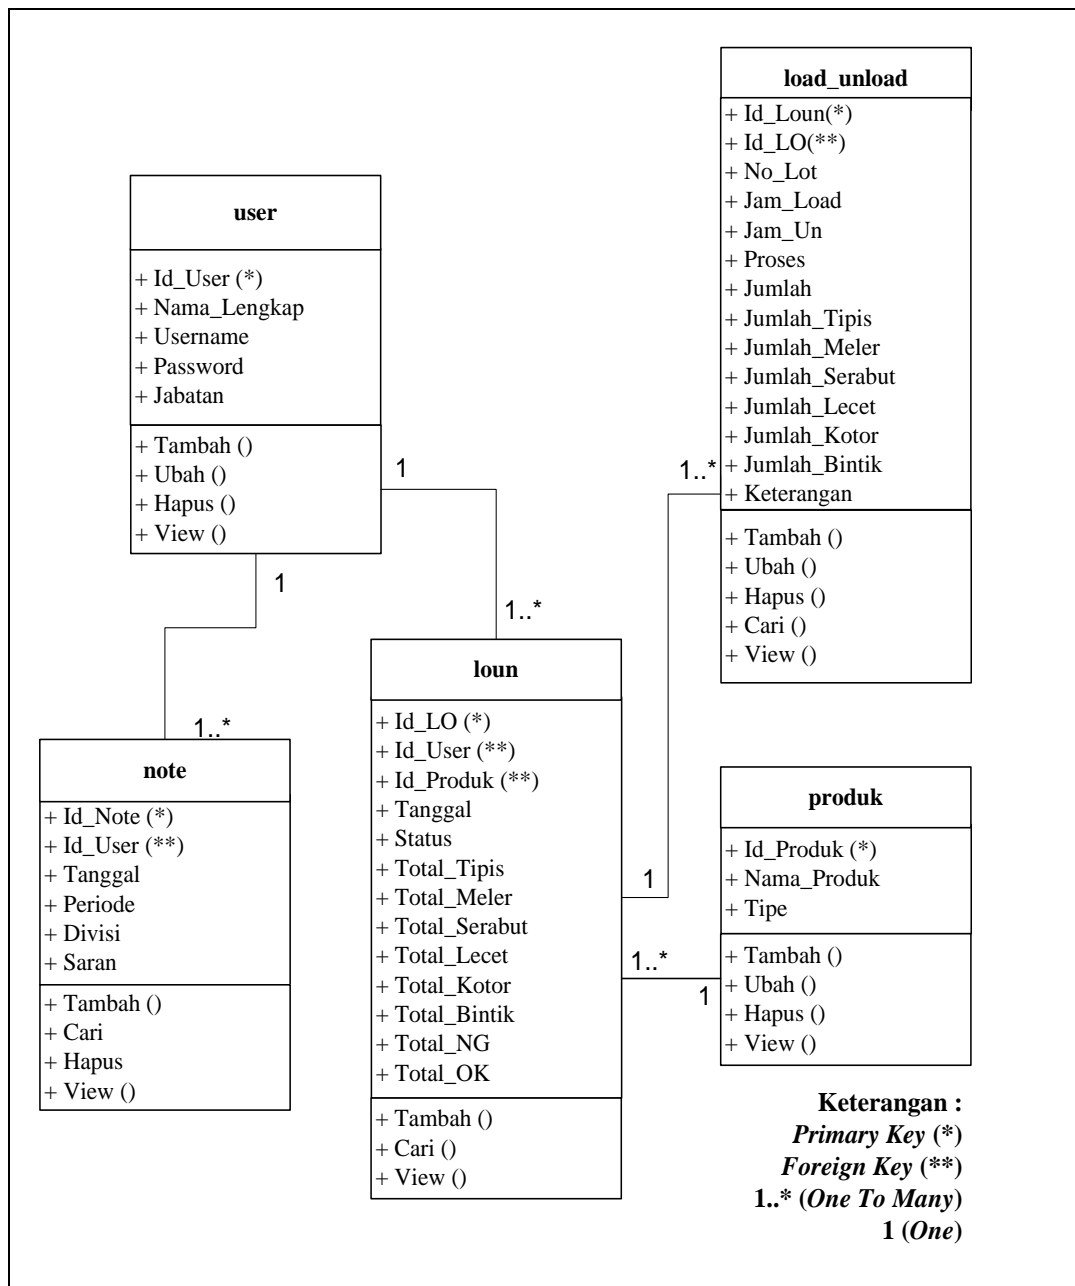 user
+ Id_User (*)
+ Nama_Lengkap
+ Username
+ Password
+ Jabatan
+ Tambah ()
+ Ubah ()
+ Hapus ()
+ View ()
load_unload
+ Id_Loun(*)
+ Id_LO(**)
+ No_Lot
+ Jam_Load
+ Jam_Un
+ Proses
+ Jumlah
+ Jumlah_Tipis
+ Jumlah_Meler
+ Jumlah_Serabut
+ Jumlah_Lecet
+ Jumlah_Kotor
+ Jumlah_Bintik
+ Keterangan
+ Tambah ()
+ Ubah ()
+ Hapus ()
+ Cari ()
+ View ()
1
1..*
1
1..*
1..*
1
1..*
1
note
+ Id_Note (*)
+ Id_User (**)
+ Tanggal
+ Periode
+ Divisi
+ Saran
+ Tambah ()
+ Cari
+ Hapus
+ View ()
loun
+ Id_LO (*)
+ Id_User (**)
+ Id_Produk (**)
+ Tanggal
+ Status
+ Total_Tipis
+ Total_Meler
+ Total_Serabut
+ Total_Lecet
+ Total_Kotor
+ Total_Bintik
+ Total_NG
+ Total_OK
+ Tambah ()
+ Cari ()
+ View ()
produk
+ Id_Produk (*)
+ Nama_Produk
+ Tipe
+ Tambah ()
+ Ubah ()
+ Hapus ()
+ View ()
Keterangan :
Primary Key (*)
Foreign Key (**)
1..* (One To Many)
1 (One)